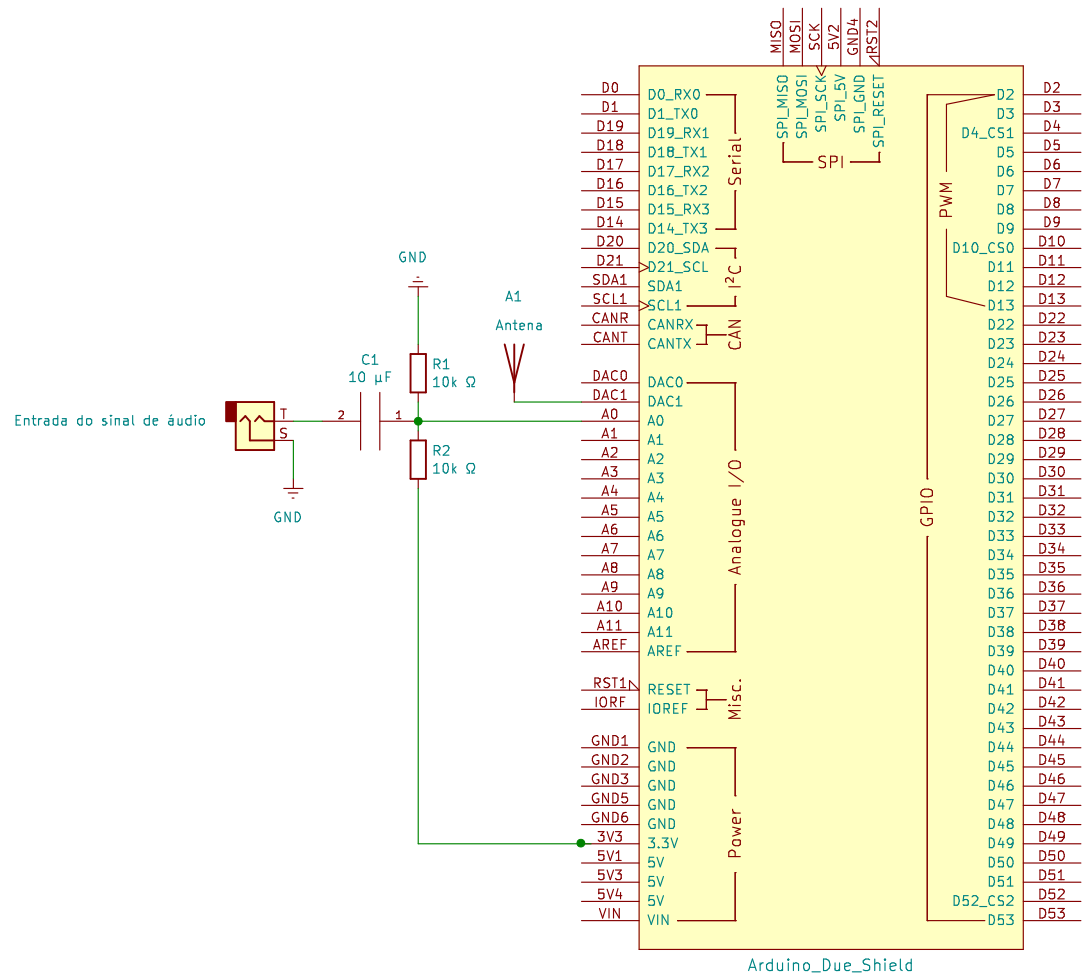 MISO
MOSI
SCK
5V2
GND4
RST2
SPI_MISO
SPI_MOSI
SPI_SCK
SPI_5V
SPI_GND
SPI_RESET
SPI
GND
R1
10k Ω
C1
10 µF
2
1
R2
10k Ω
A1
Antena
Entrada do sinal de áudio
T
S
GND
D0 D0_RX0
D1 D1_TX0
D19 D19_RX1
D18 D18_TX1
D17 D17_RX2
D16 D16_TX2
D15 D15_RX3
D14 D14_TX3
Serial
D20 D20_SDA
D21 D21_SCL
SDA1 SDA1
SCL1 SCL1
I²C
CANR CANRX
CANT CANTX
CAN
DAC0 DAC0
DAC1 DAC1
A0 A0
A1 A1
A2 A2
A3 A3
A4 A4
A5 A5
A6 A6
A7 A7
A8 A8
A9 A9
A10 A10
A11 A11
AREF AREF
Analogue I/O
RST1 RESET
IORF IOREF
Misc.
GND1 GND
GND2 GND
GND3 GND
GND5 GND
GND6 GND
3V3 3.3V
5V1 5V
5V3 5V
5V4 5V
VIN VIN
Power
PWM
GPIO
D2 D2
D3 D3
D4_CS1 D4
D5 D5
D6 D6
D7 D7
D8 D8
D9 D9
D10_CS0 D10
D11 D11
D12 D12
D13 D13
D22 D22
D23 D23
D24 D24
D25 D25
D26 D26
D27 D27
D28 D28
D29 D29
D30 D30
D31 D31
D32 D32
D33 D33
D34 D34
D35 D35
D36 D36
D37 D37
D38 D38
D39 D39
D40 D40
D41 D41
D42 D42
D43 D43
D44 D44
D45 D45
D46 D46
D47 D47
D48 D48
D49 D49
D50 D50
D51 D51
D52_CS2 D52
D53 D53
Arduino_Due_Shield